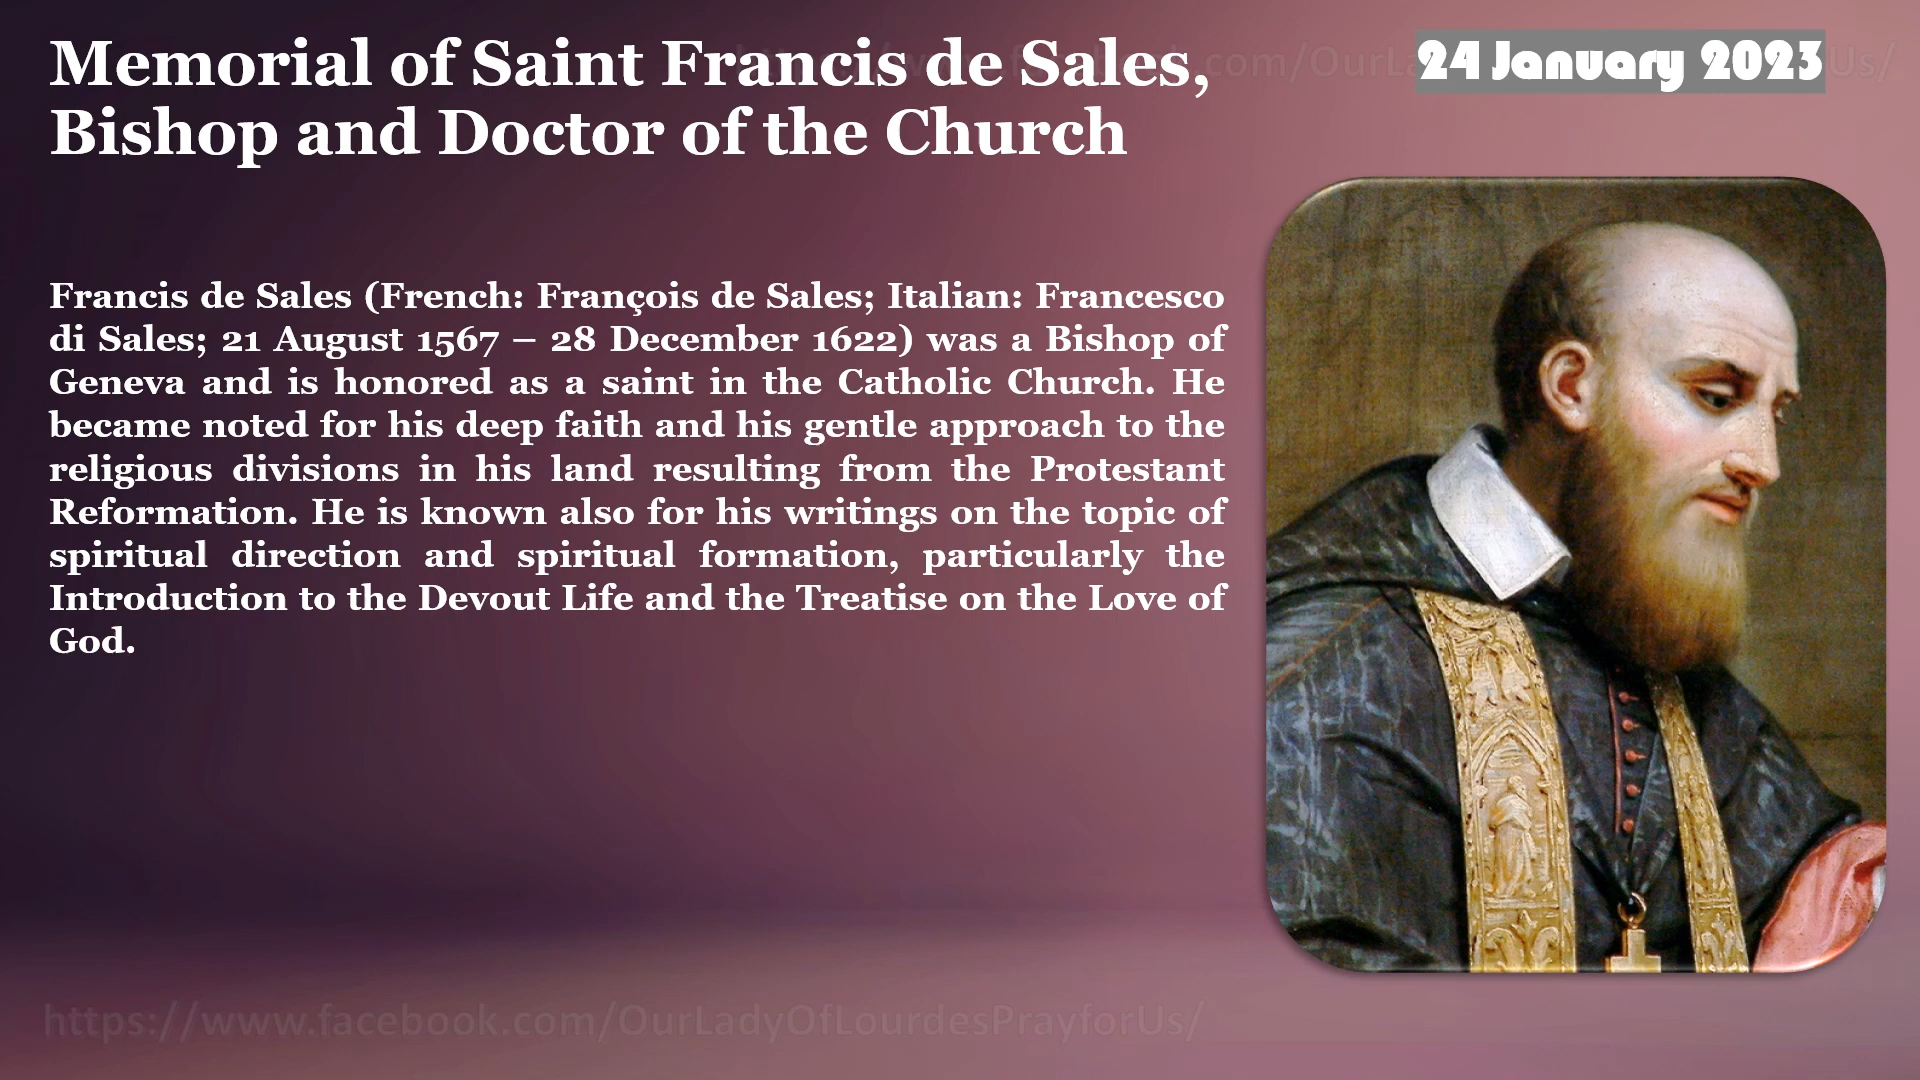 Memorial of Saint Francis de Sales,
Bishop and Doctor of the Church
24 January 2023
Francis de Sales (French: François de Sales; Italian: Francesco
di Sales; 21 August 1567 – 28 December 1622) was a Bishop of
Geneva and is honored as a saint in the Catholic Church. He
became noted for his deep faith and his gentle approach to the
religious divisions in his land resulting from the Protestant
Reformation. He is known also for his writings on the topic of
spiritual direction and spiritual formation, particularly the
Introduction to the Devout Life and the Treatise on the Love of
God.
https://www.facebook.com/OurLadyOfLourdesPrayforUs/